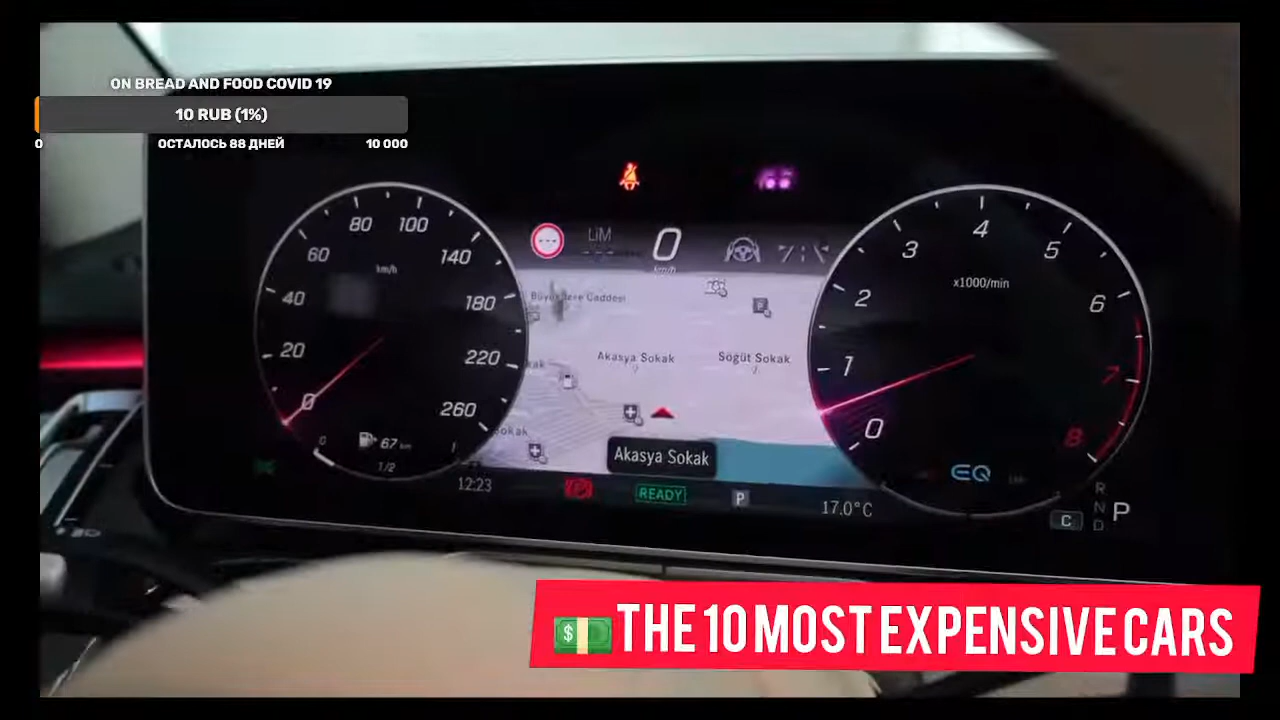 ON BREAD AND FOOD COVID 19
10 RUB (1%)
0 ОСТАЛОСЬ 88 ДНЕЙ 10 000
LIM 0
km/h
0 20 40 60 80 100 140 180 220 260
km/h
67 km
0 1/2 1
Büyükdere Caddesi
P
Akasya Sokak
Söğüt Sokak
kak
Sokak
Akasya Sokak
0 1 2 3 4 5 6 7 8
x1000/min
EQ
12:23
READY
P
17.0°C
C
R
N
D
P
THE 10 MOST EXPENSIVE CARS